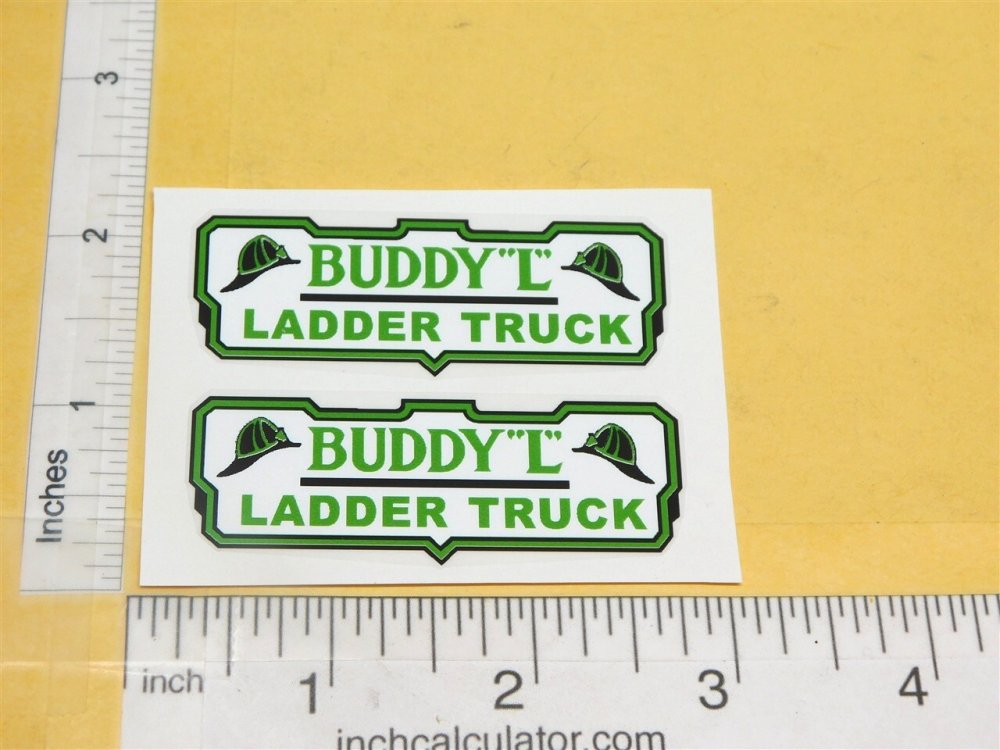 3
2
1
Inches
BUDDY "L"
LADDER TRUCK
BUDDY "L"
LADDER TRUCK
inch 1 2 3 4
inchcalculator.com